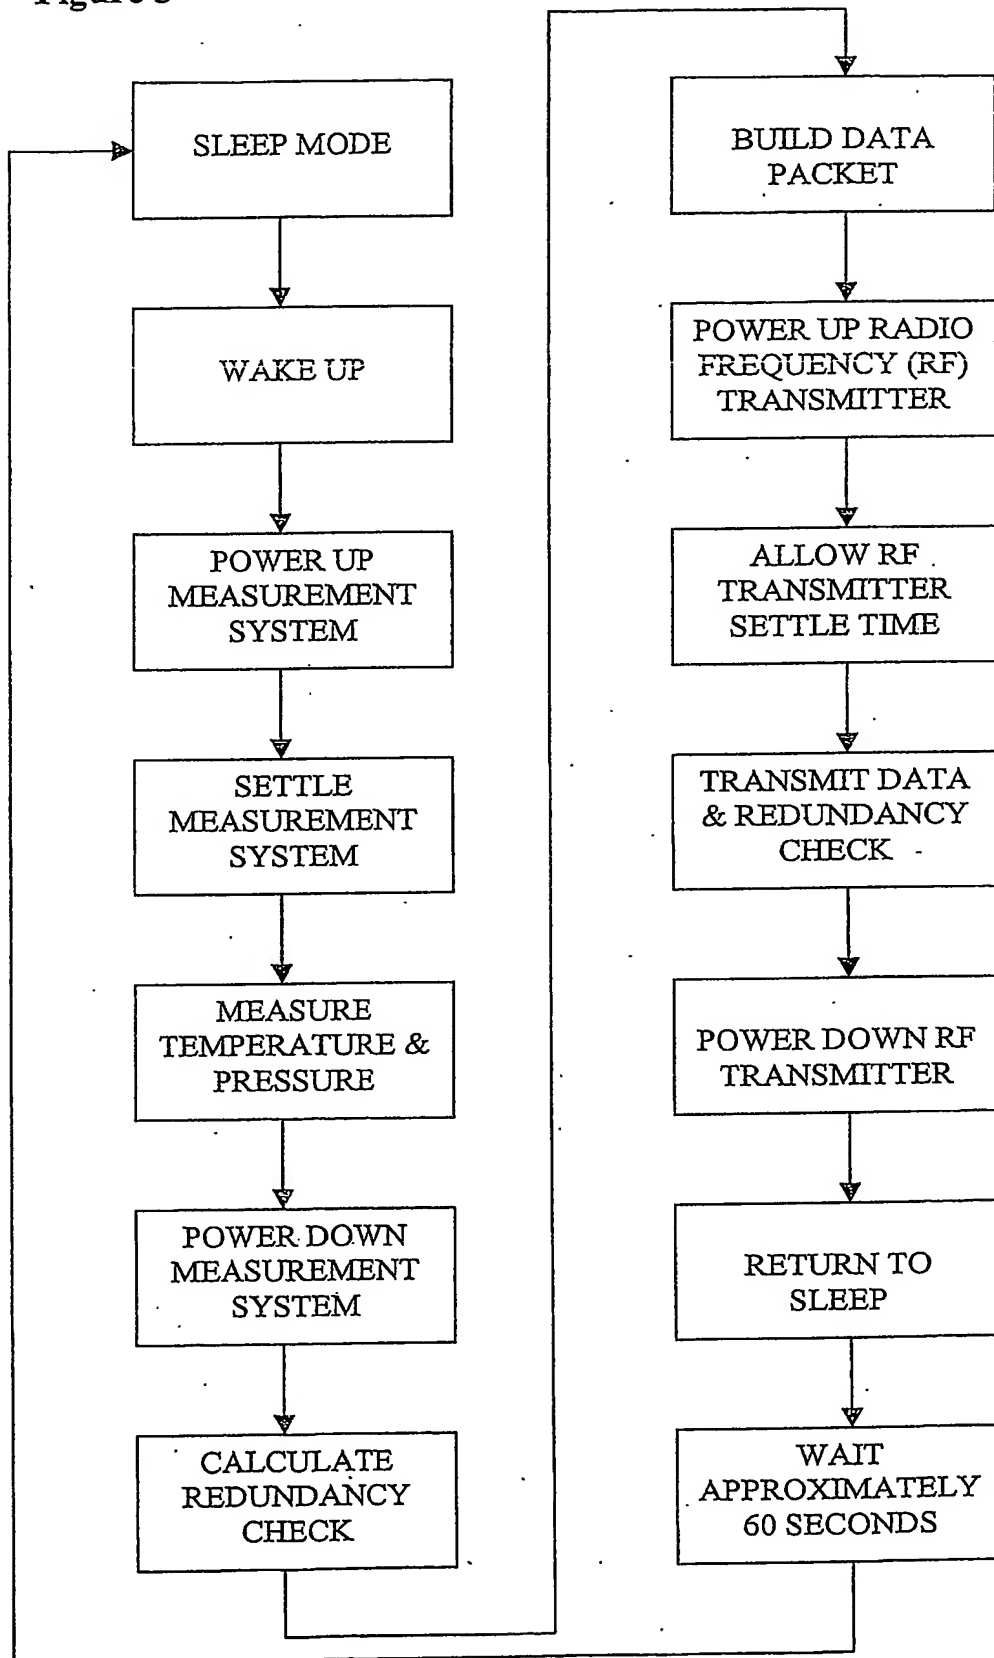 SLEEP MODE
WAKE UP
POWER UP
MEASUREMENT
SYSTEM
SETTLE
MEASUREMENT
SYSTEM
MEASURE
TEMPERATURE &
PRESSURE
POWER DOWN
MEASUREMENT
SYSTEM
CALCULATE
REDUNDANCY
CHECK
BUILD DATA
PACKET
POWER UP RADIO
FREQUENCY (RF)
TRANSMITTER
ALLOW RF
TRANSMITTER
SETTLE TIME
TRANSMIT DATA
& REDUNDANCY
CHECK
POWER DOWN RF
TRANSMITTER
RETURN TO
SLEEP
WAIT
APPROXIMATELY
60 SECONDS